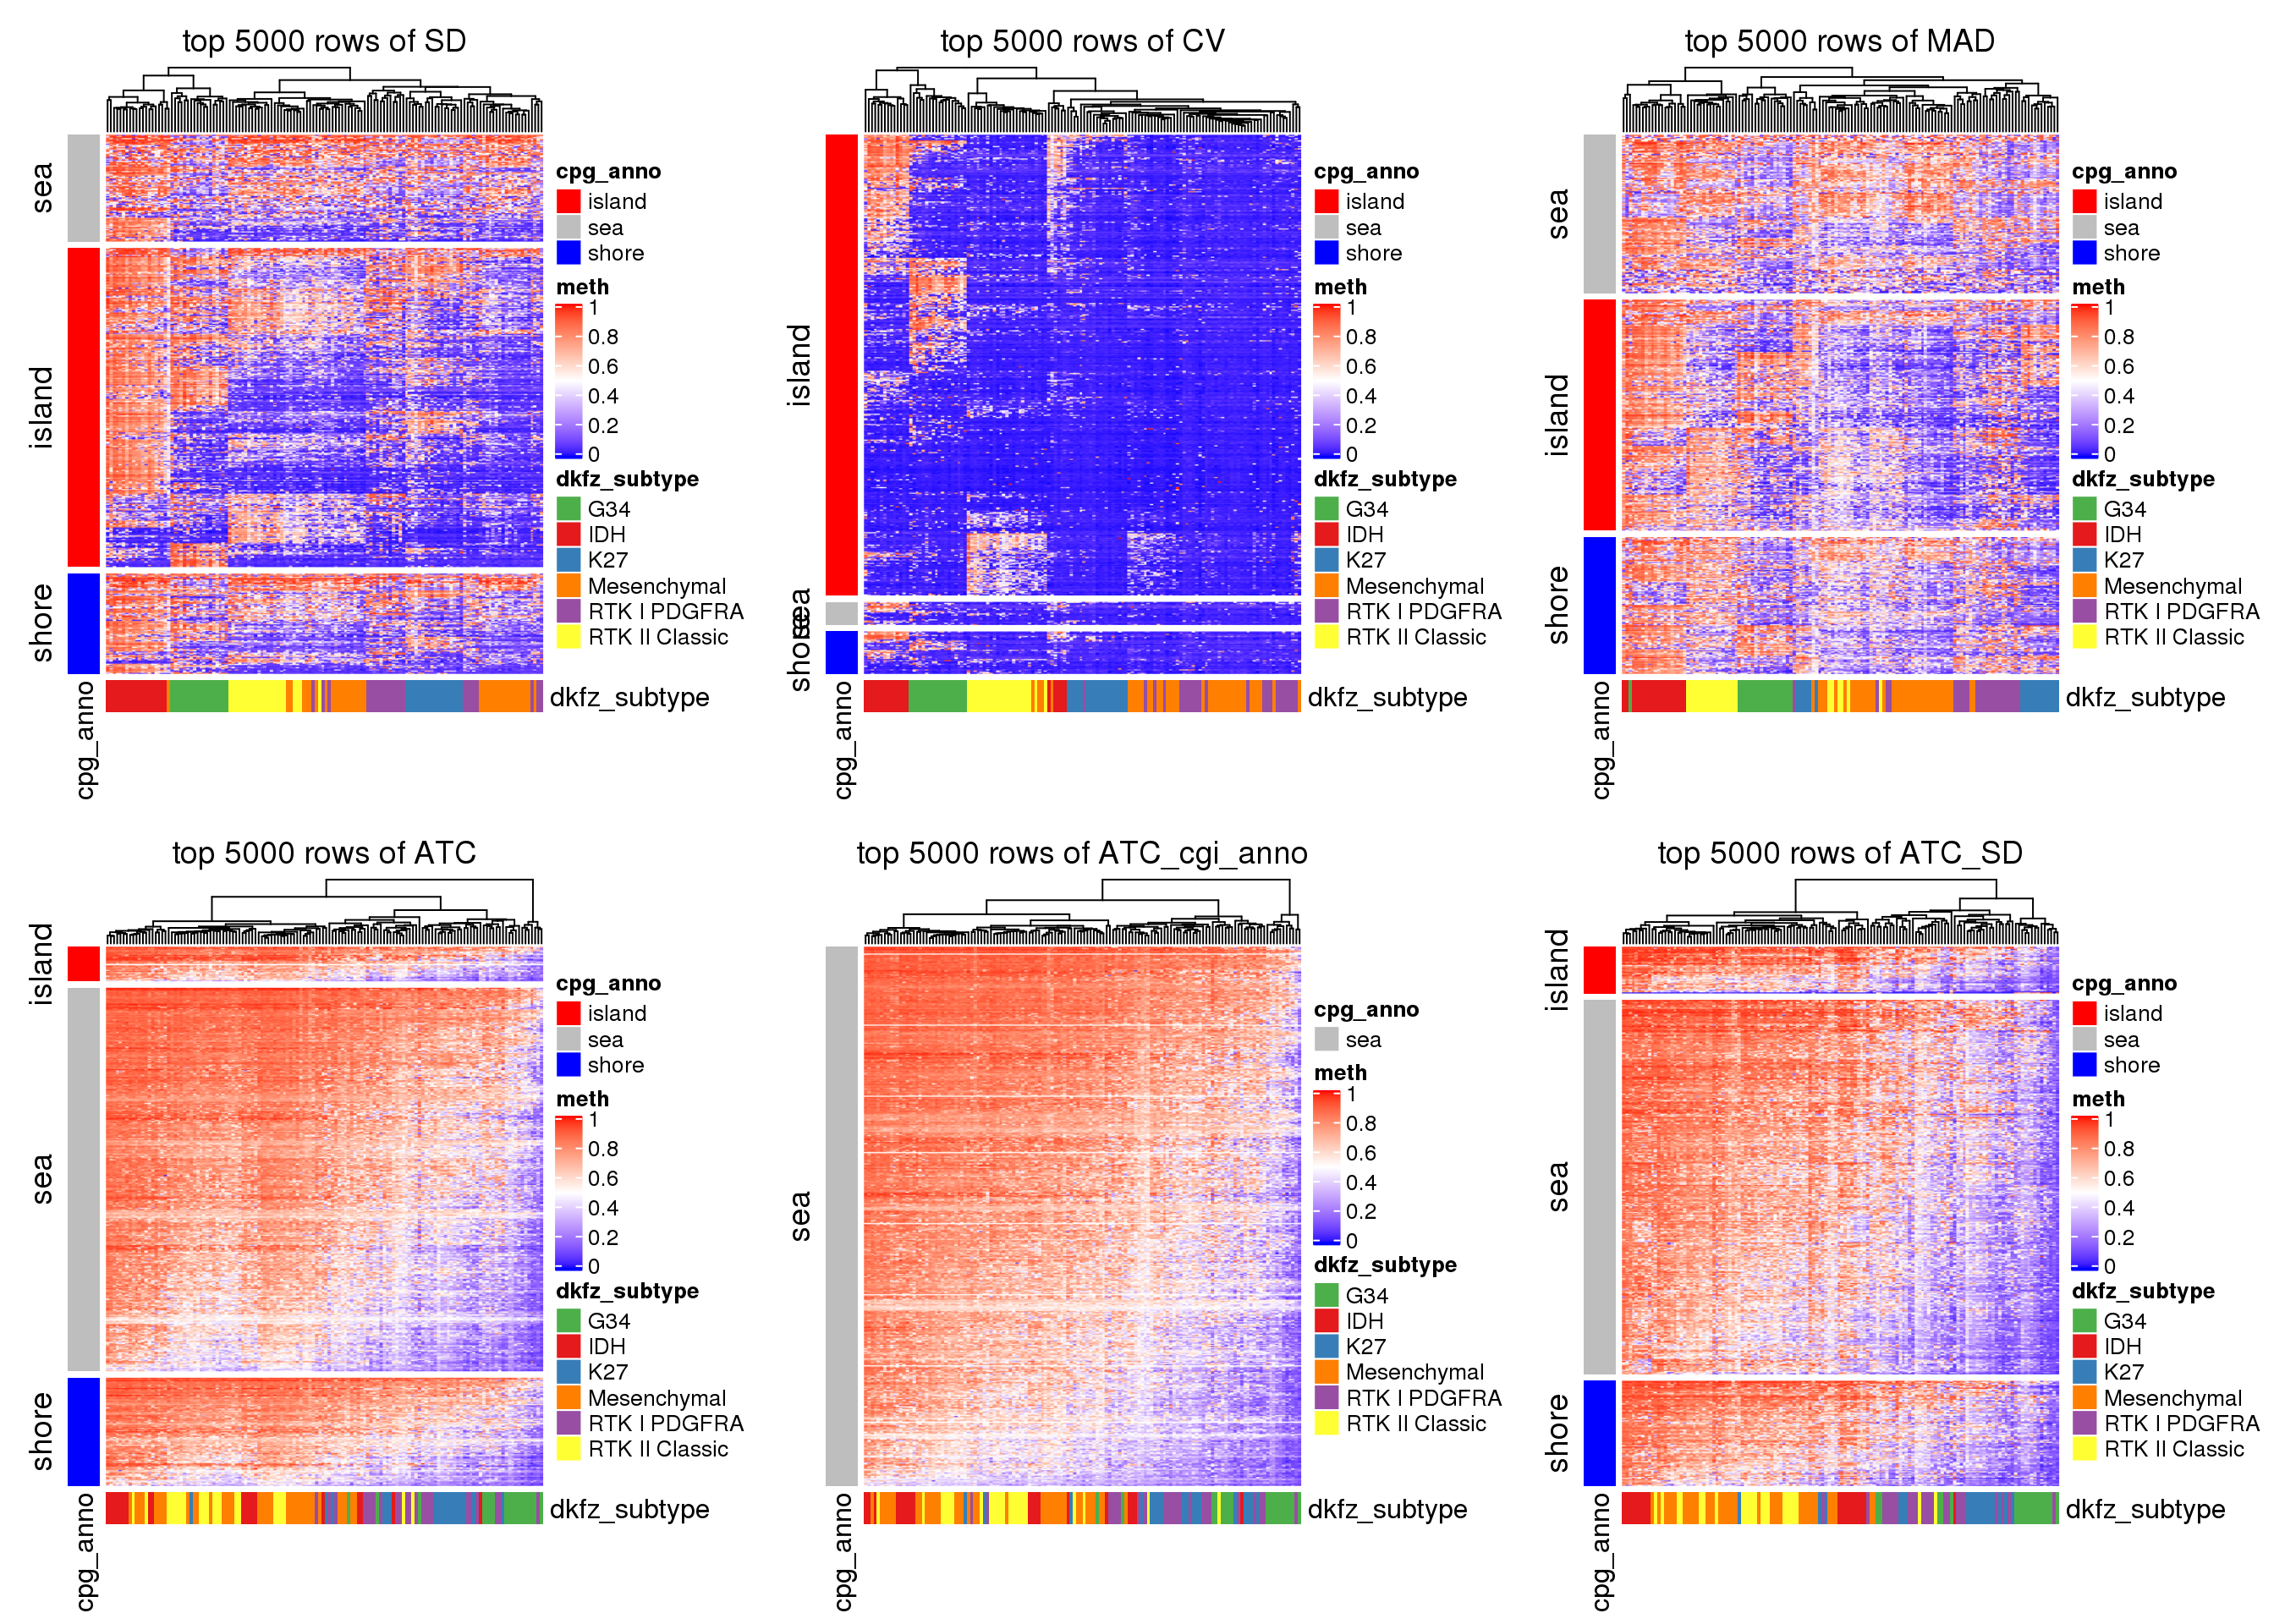 top 5000 rows of SD
sea
island
shore
cpg_anno
dkfz_subtype
cpg_anno
island
sea
shore
meth
1
0.8
0.6
0.4
0.2
0
dkfz_subtype
G34
IDH
K27
Mesenchymal
RTK I PDGFRA
RTK II Classic
top 5000 rows of CV
island
sea
shore
cpg_anno
dkfz_subtype
cpg_anno
island
sea
shore
meth
1
0.8
0.6
0.4
0.2
0
dkfz_subtype
G34
IDH
K27
Mesenchymal
RTK I PDGFRA
RTK II Classic
top 5000 rows of MAD
sea
island
shore
cpg_anno
dkfz_subtype
cpg_anno
island
sea
shore
meth
1
0.8
0.6
0.4
0.2
0
dkfz_subtype
G34
IDH
K27
Mesenchymal
RTK I PDGFRA
RTK II Classic
top 5000 rows of ATC
island
sea
shore
cpg_anno
dkfz_subtype
cpg_anno
island
sea
shore
meth
1
0.8
0.6
0.4
0.2
0
dkfz_subtype
G34
IDH
K27
Mesenchymal
RTK I PDGFRA
RTK II Classic
top 5000 rows of ATC_cgi_anno
sea
cpg_anno
dkfz_subtype
cpg_anno
sea
meth
1
0.8
0.6
0.4
0.2
0
dkfz_subtype
G34
IDH
K27
Mesenchymal
RTK I PDGFRA
RTK II Classic
top 5000 rows of ATC_SD
island
sea
shore
cpg_anno
dkfz_subtype
cpg_anno
island
sea
shore
meth
1
0.8
0.6
0.4
0.2
0
dkfz_subtype
G34
IDH
K27
Mesenchymal
RTK I PDGFRA
RTK II Classic